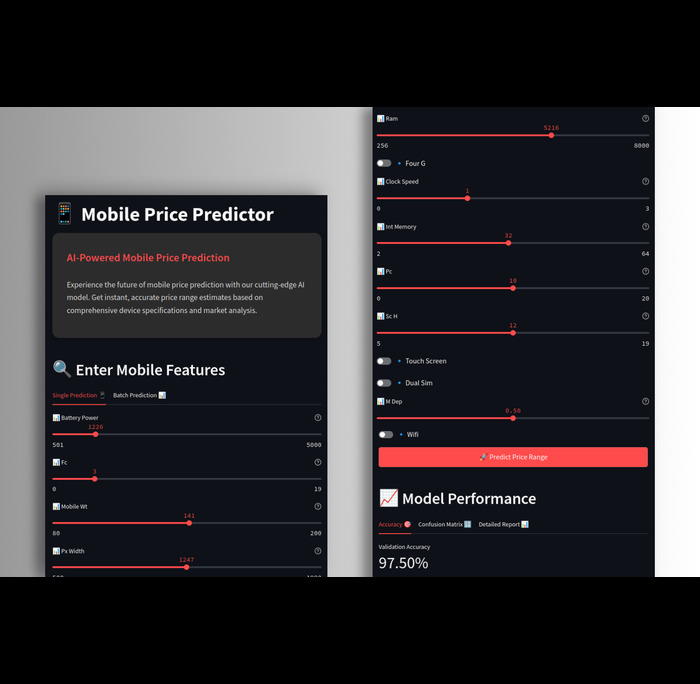 Mobile Price Predictor
AI-Powered Mobile Price Prediction
Experience the future of mobile price prediction with our cutting-edge AI
model. Get instant, accurate price range estimates based on
comprehensive device specifications and market analysis.
Enter Mobile Features
Single Prediction Batch Prediction
Battery Power
1226
501 5000
Fc
3
0 19
Mobile Wt
141
80 200
Px Width
1247
Ram
5216
256 8000
Four G
Clock Speed
1
0 3
Int Memory
32
2 64
Pc
10
0 20
Sc H
12
5 19
Touch Screen
Dual Sim
M Dep
0.50
Wifi
Predict Price Range
Model Performance
Accuracy Confusion Matrix Detailed Report
Validation Accuracy
97.50%